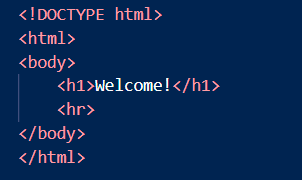 <!DOCTYPE html>
<html>
<body>
    <h1>Welcome!</h1>
    <hr>
</body>
</html>